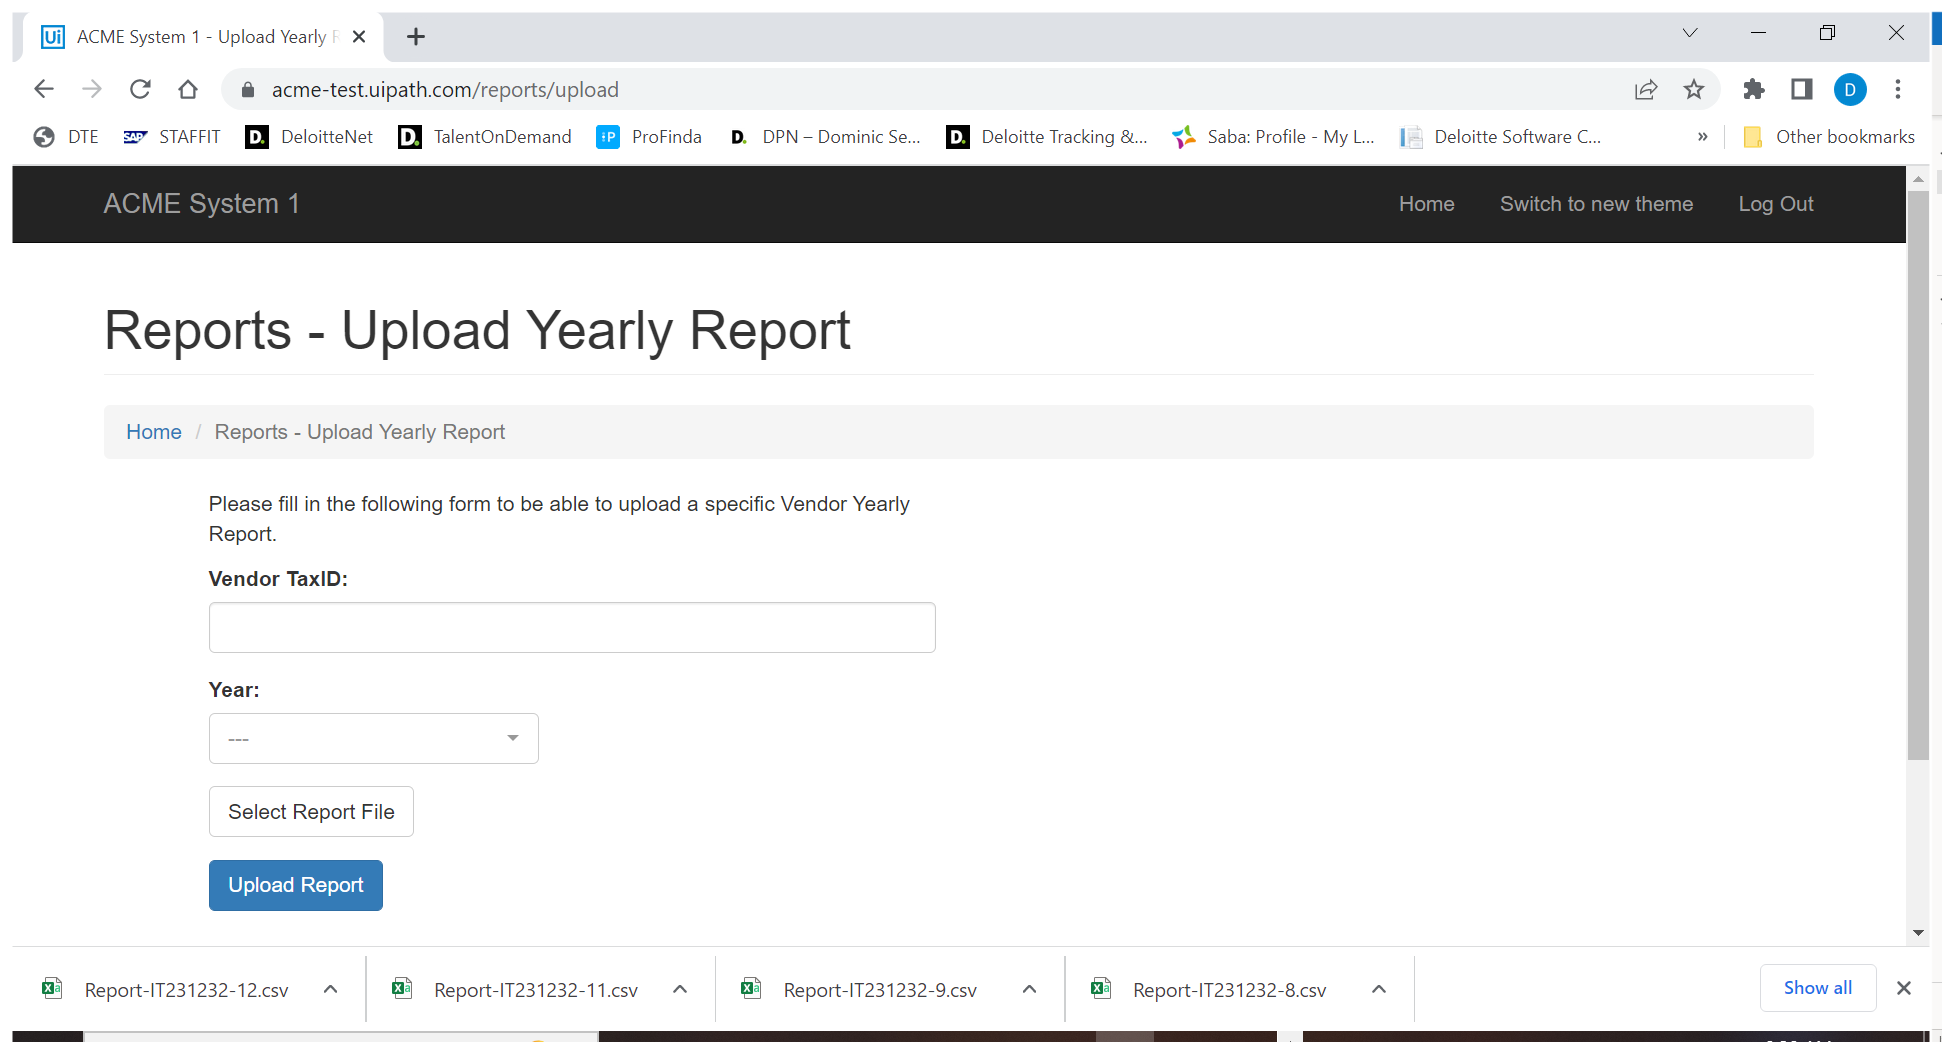 Ui ACME System 1 - Upload Yearly
acme-test.uipath.com/reports/upload
D
DTE
SAP STAFFIT
D. DeloitteNet
D. TalentOnDemand
iP ProFinda
D. DPN – Dominic Se...
D. Deloitte Tracking &...
Saba: Profile - My L...
Deloitte Software C...
»
Other bookmarks
ACME System 1
Home
Switch to new theme
Log Out
Reports - Upload Yearly Report
Home / Reports - Upload Yearly Report
Please fill in the following form to be able to upload a specific Vendor Yearly
Report.
Vendor TaxID:
Year:
---
Select Report File
Upload Report
Report-IT231232-12.csv
Report-IT231232-11.csv
Report-IT231232-9.csv
Report-IT231232-8.csv
Show all